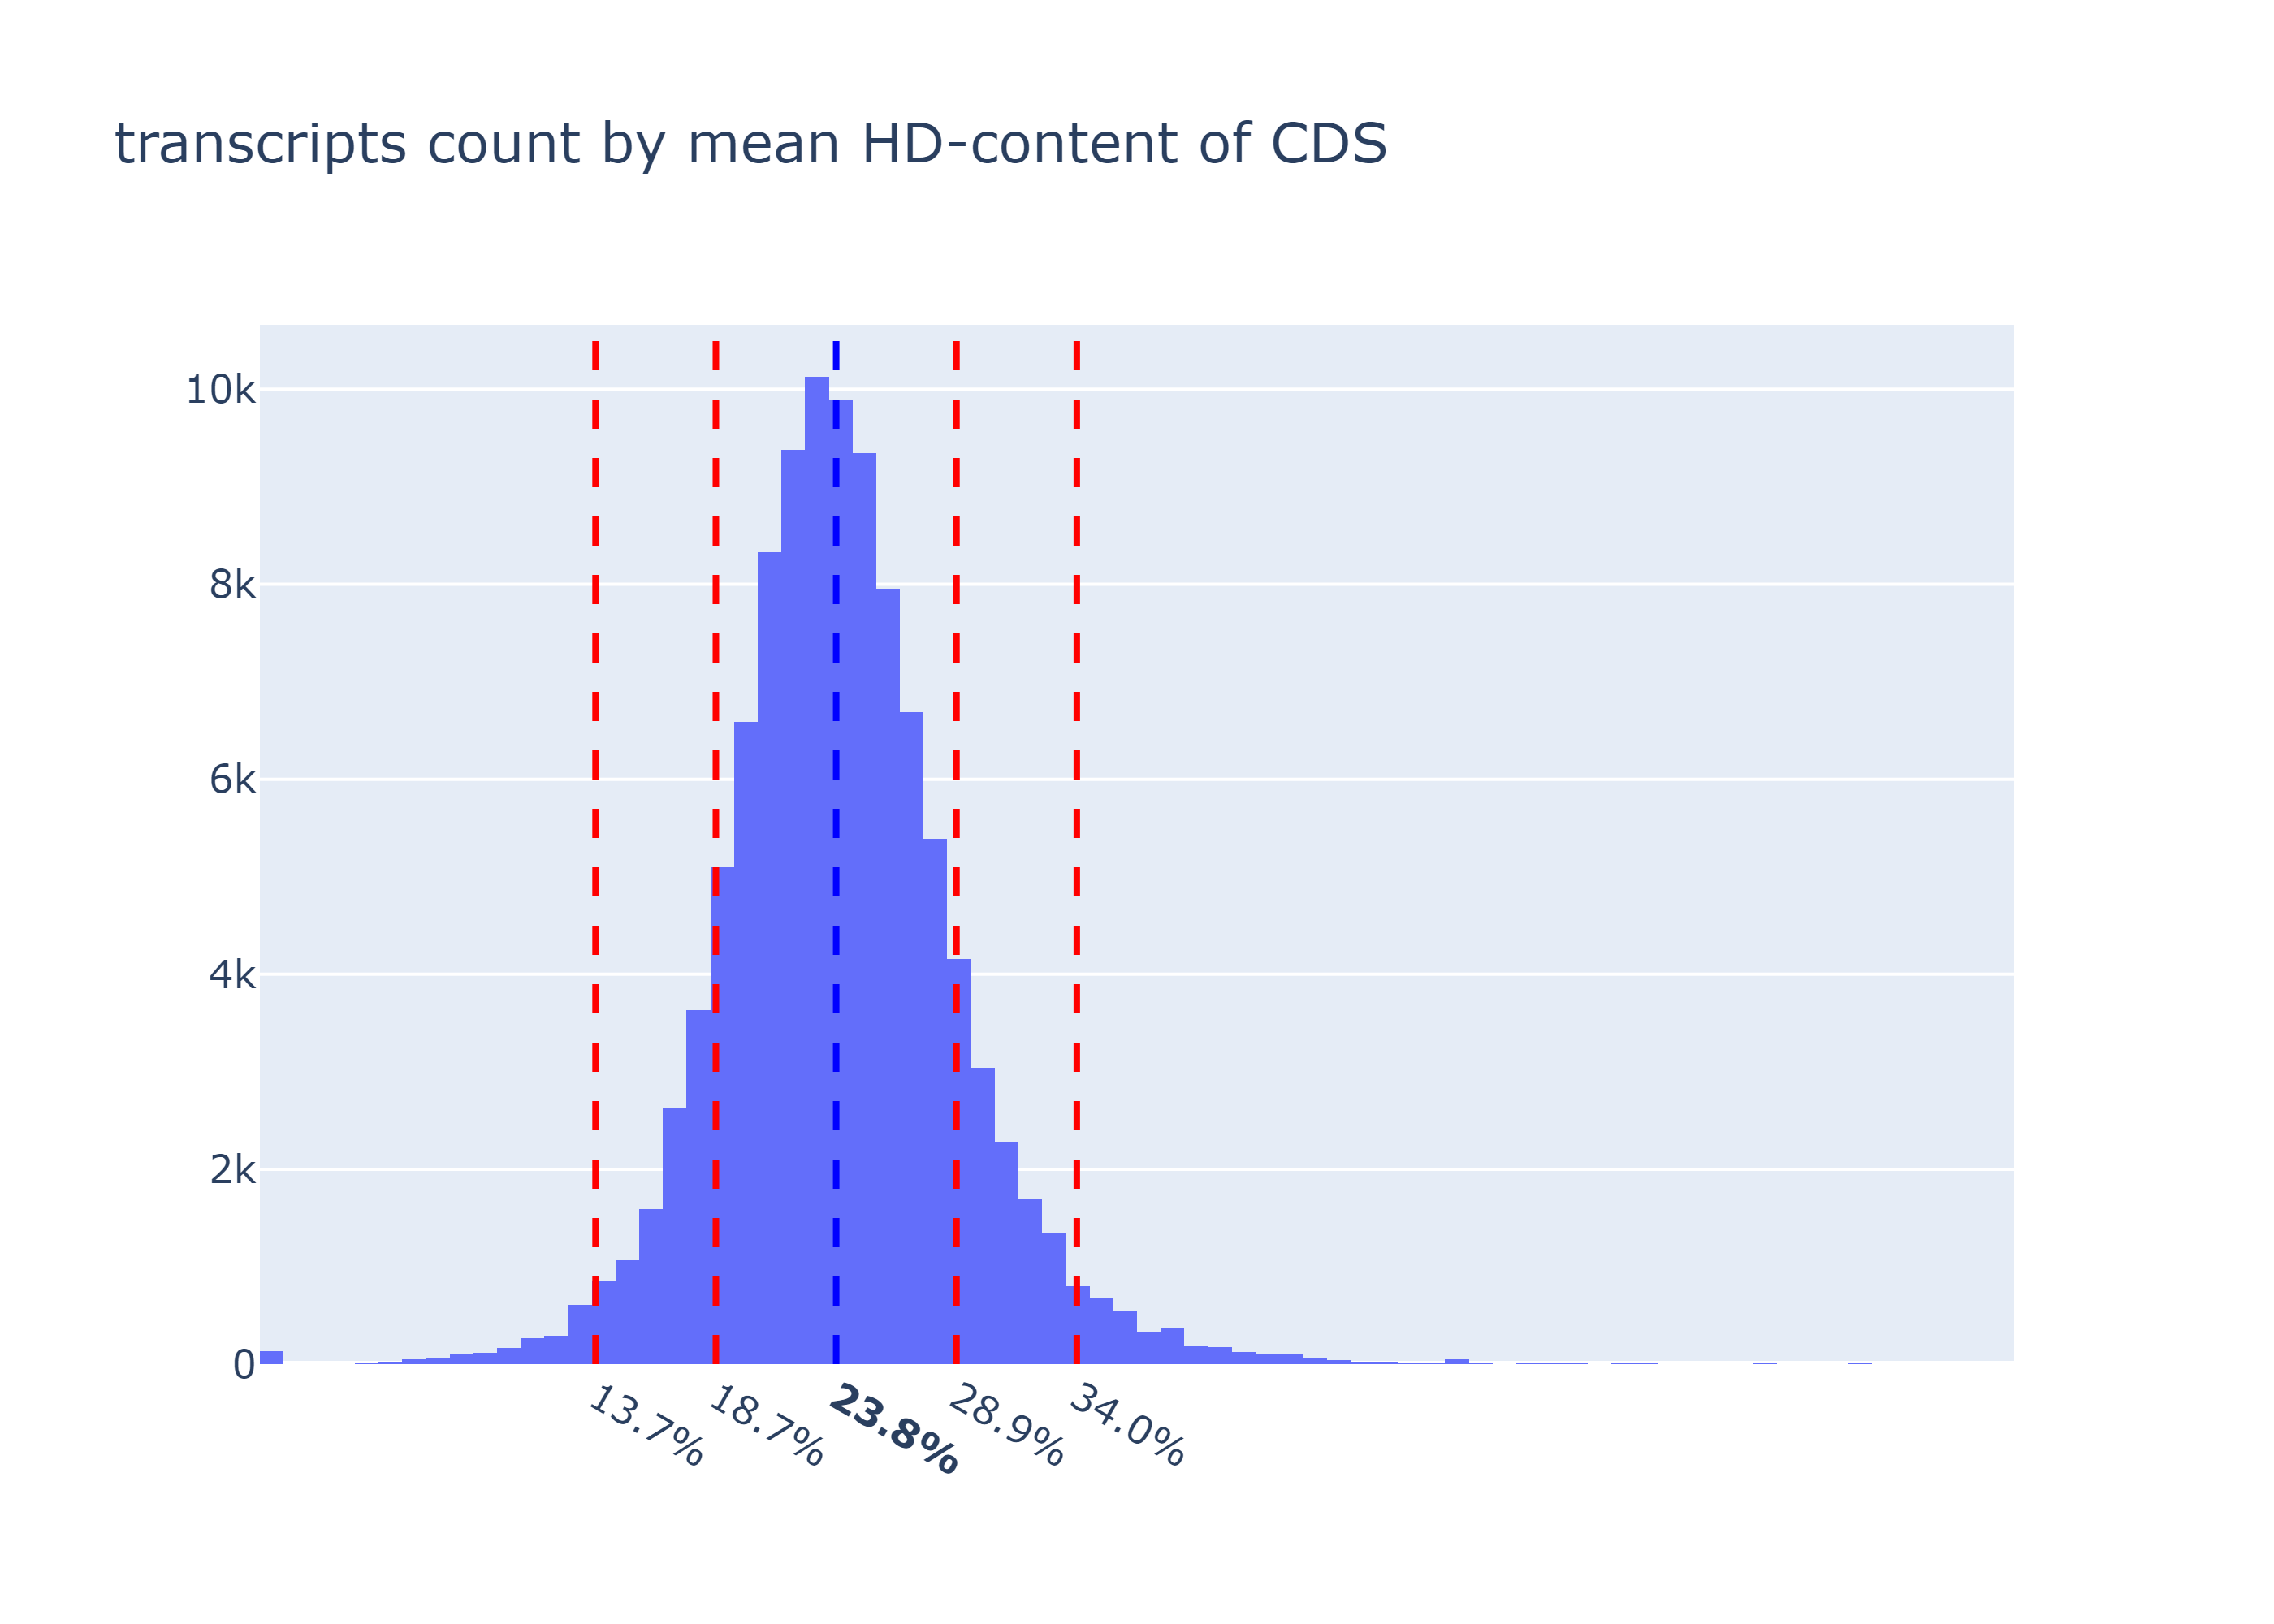 transcripts count by mean HD-content of CDS
10k
8k
6k
4k
2k
0
13.7%
18.7%
23.8%
28.9%
34.0%